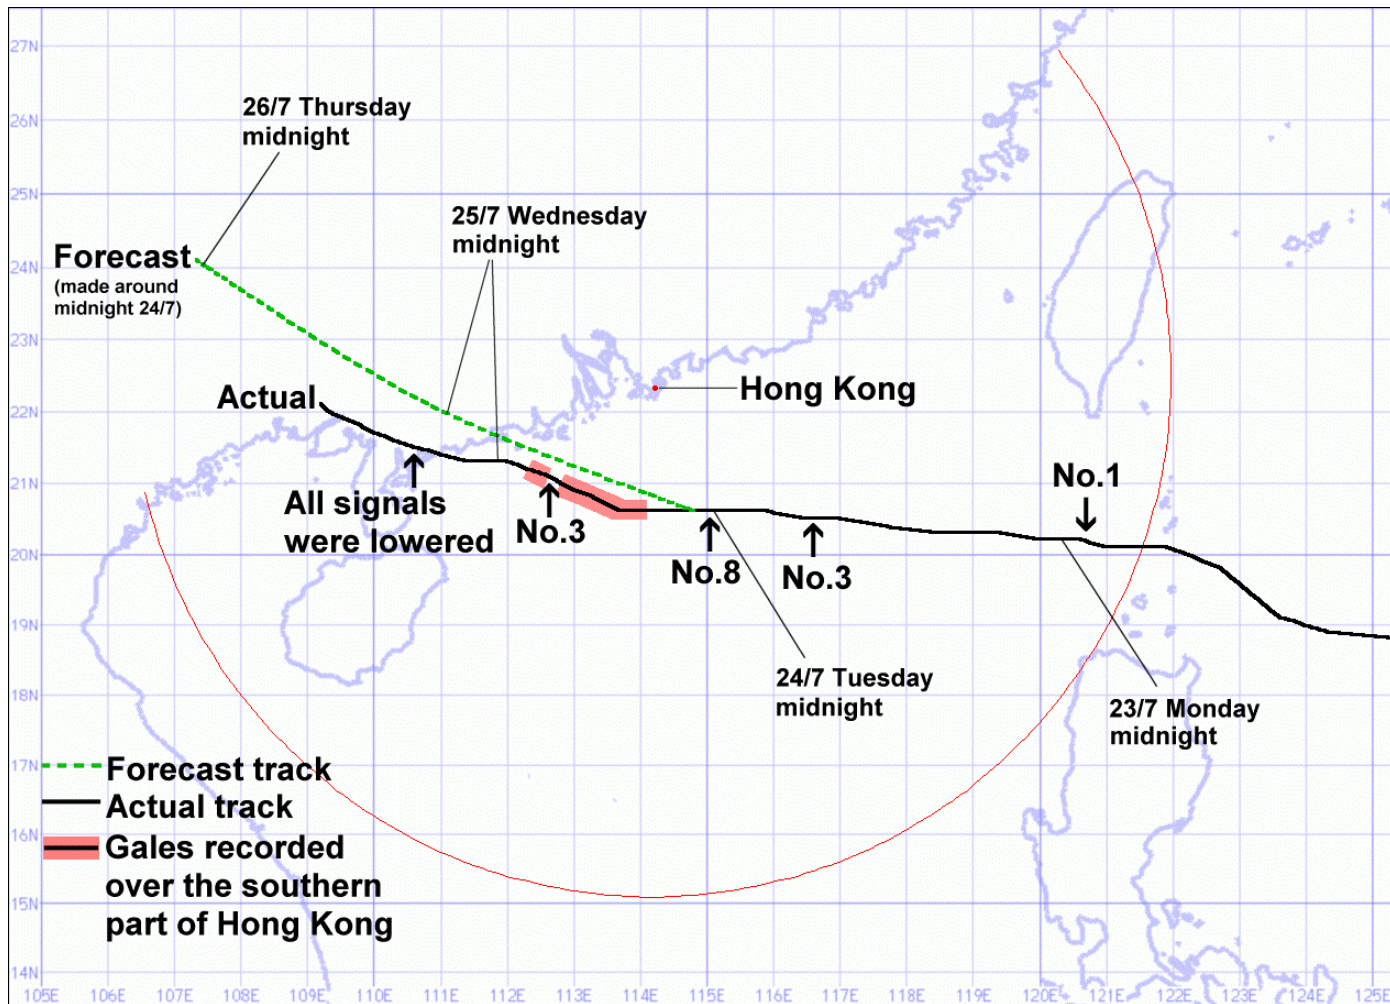 27N
26/7 Thursday
midnight
26N
25N
25/7 Wednesday
midnight
Forecast
(made around
midnight 24/7)
24N
23N
Actual
Hong Kong
22N
No.1
21N
All signals
were lowered
No.3
No.8
No.3
20N
19N
24/7 Tuesday
midnight
18N
23/7 Monday
midnight
17N
Forecast track
Actual track
16N
Gales recorded
over the southern
part of Hong Kong
15N
14N
105E 106E 107E 108E 109E 110E 111E 112E 113E 114E 115E 116E 117E 118E 119E 120E 121E 122E 123E 124E 125E